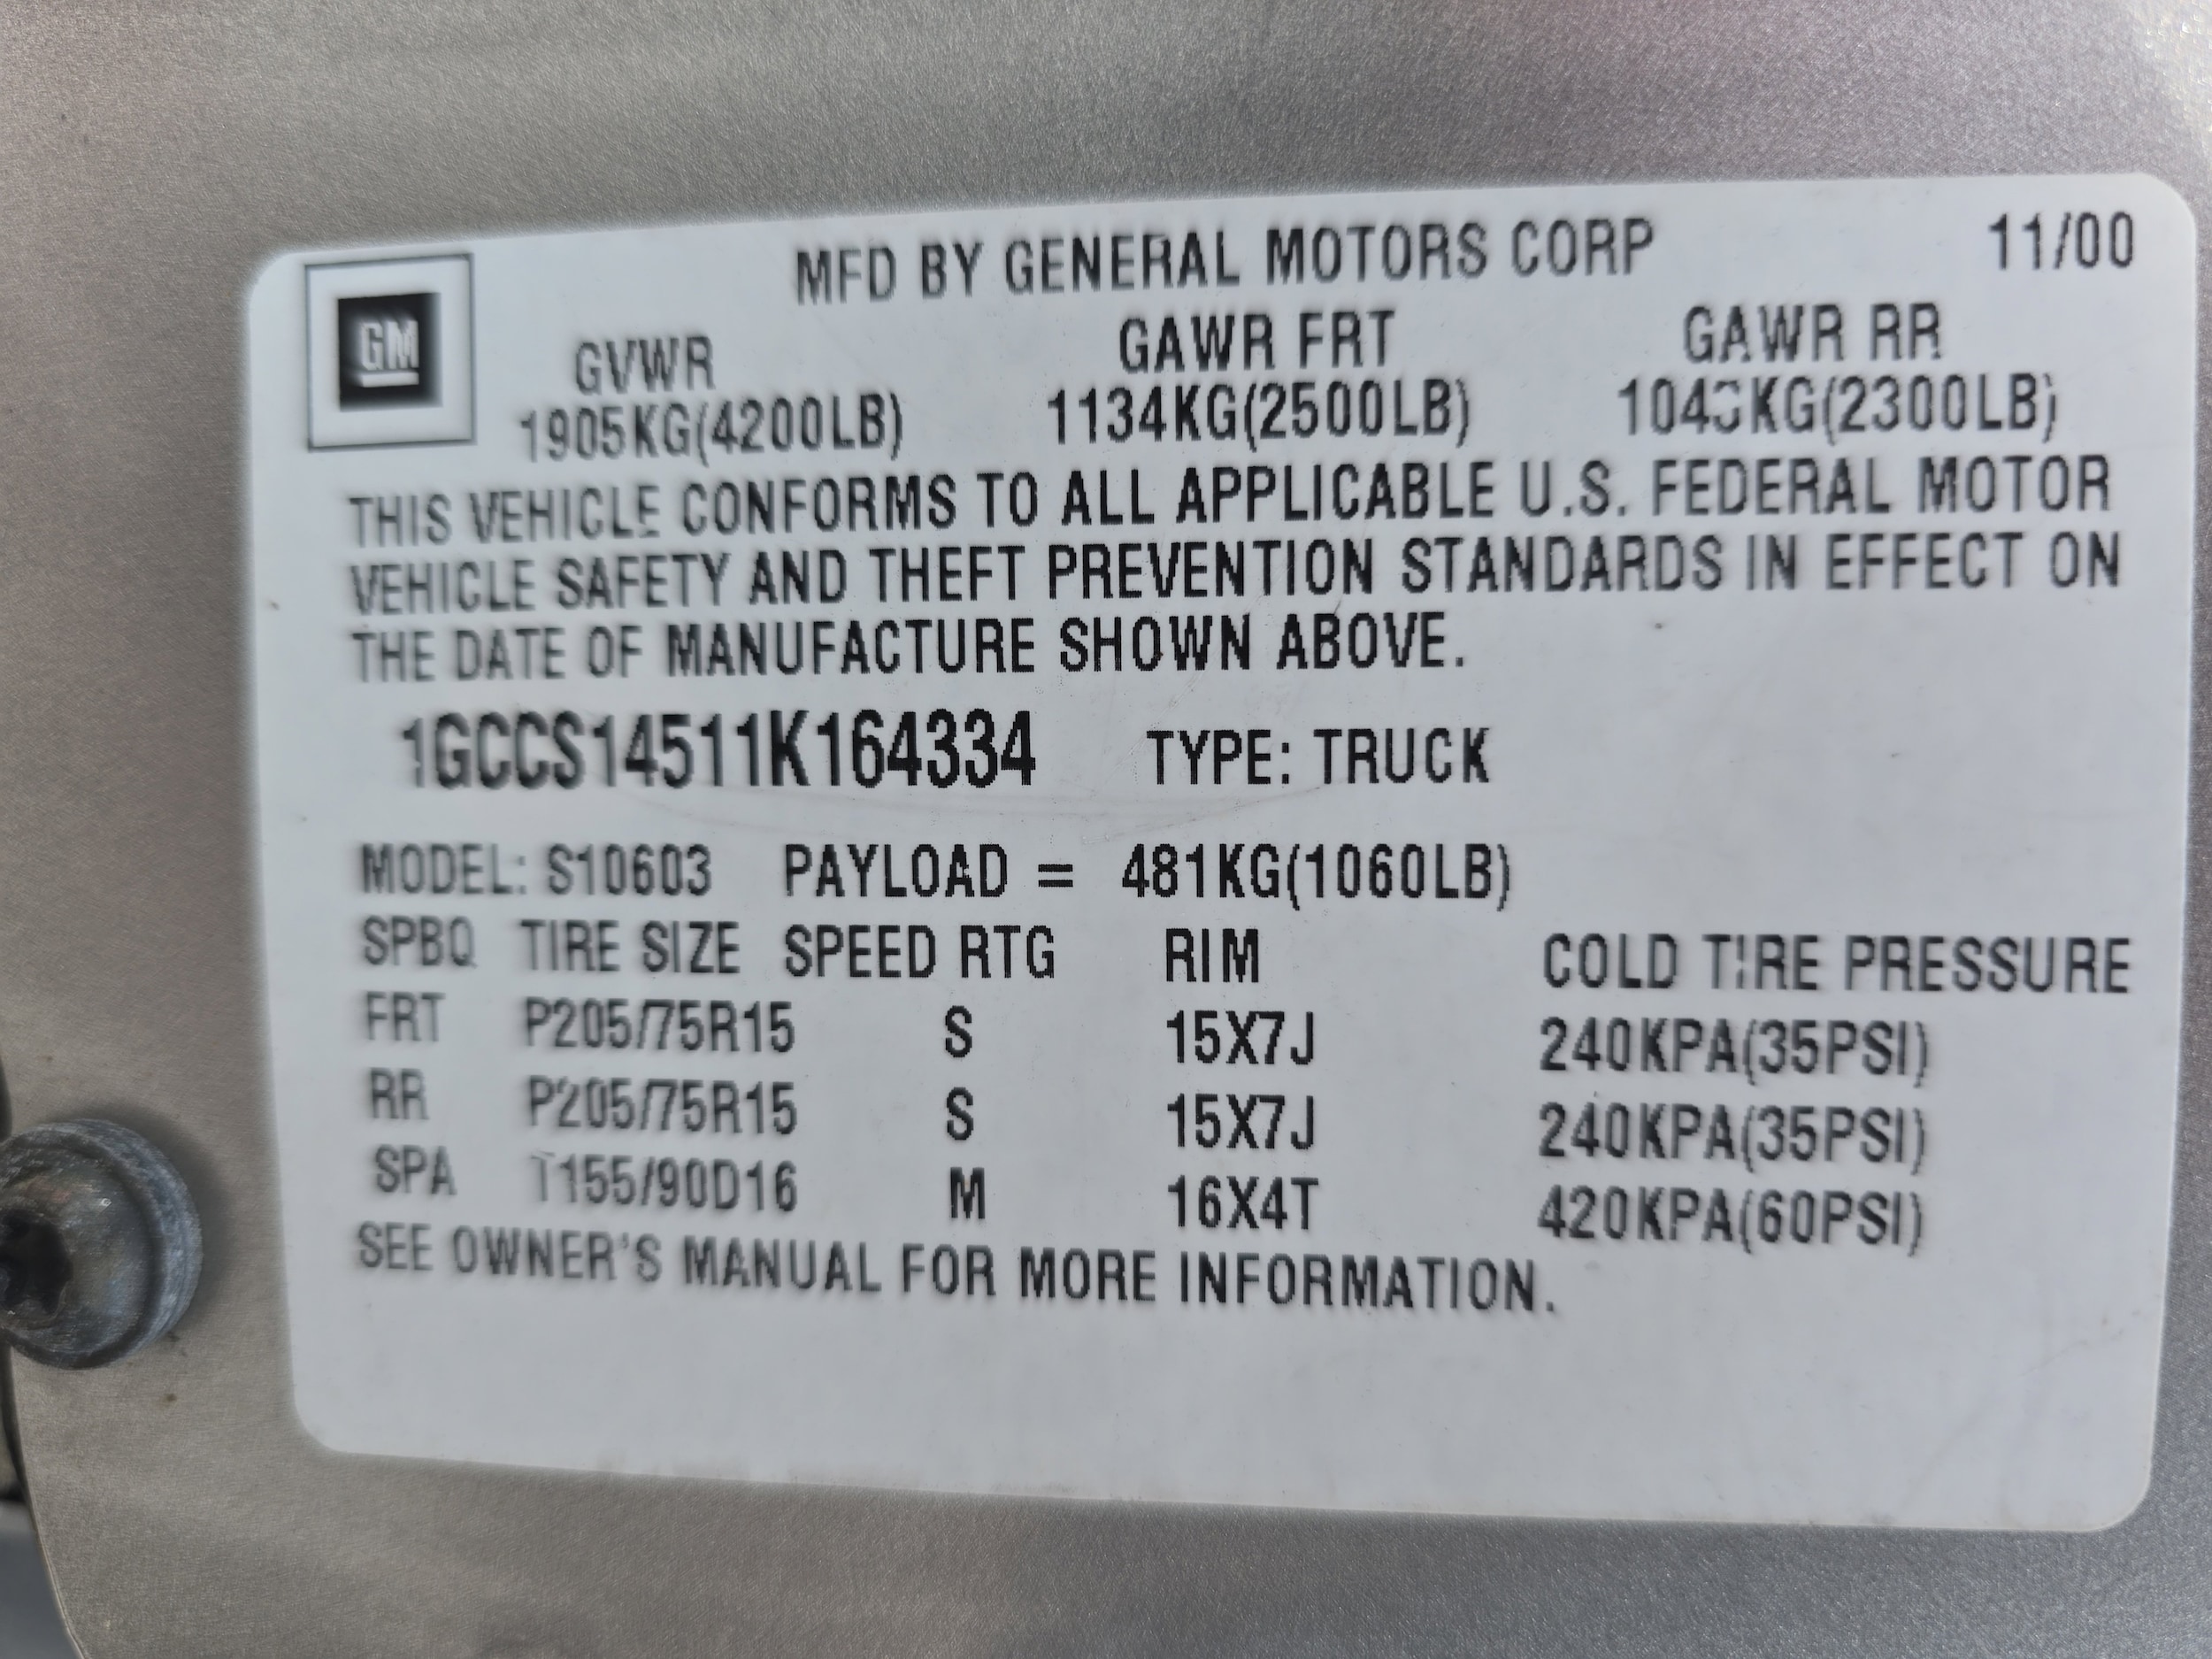 MFD BY GENERAL MOTORS CORP 11/00
GM
GVWR GAWR FRT GAWR RR
1905KG(4200LB) 1134KG(2500LB) 1043KG(2300LB)
THIS VEHICLE CONFORMS TO ALL APPLICABLE U.S. FEDERAL MOTOR
VEHICLE SAFETY AND THEFT PREVENTION STANDARDS IN EFFECT ON
THE DATE OF MANUFACTURE SHOWN ABOVE.
1GCCS14511K164334 TYPE: TRUCK
MODEL: S10603 PAYLOAD = 481KG(1060LB)
SPBQ TIRE SIZE SPEED RTG RIM COLD TIRE PRESSURE
FRT P205/75R15 S 15X7J 240KPA(35PSI)
RR P205/75R15 S 15X7J 240KPA(35PSI)
SPA T155/90D16 M 16X4T 420KPA(60PSI)
SEE OWNER'S MANUAL FOR MORE INFORMATION.